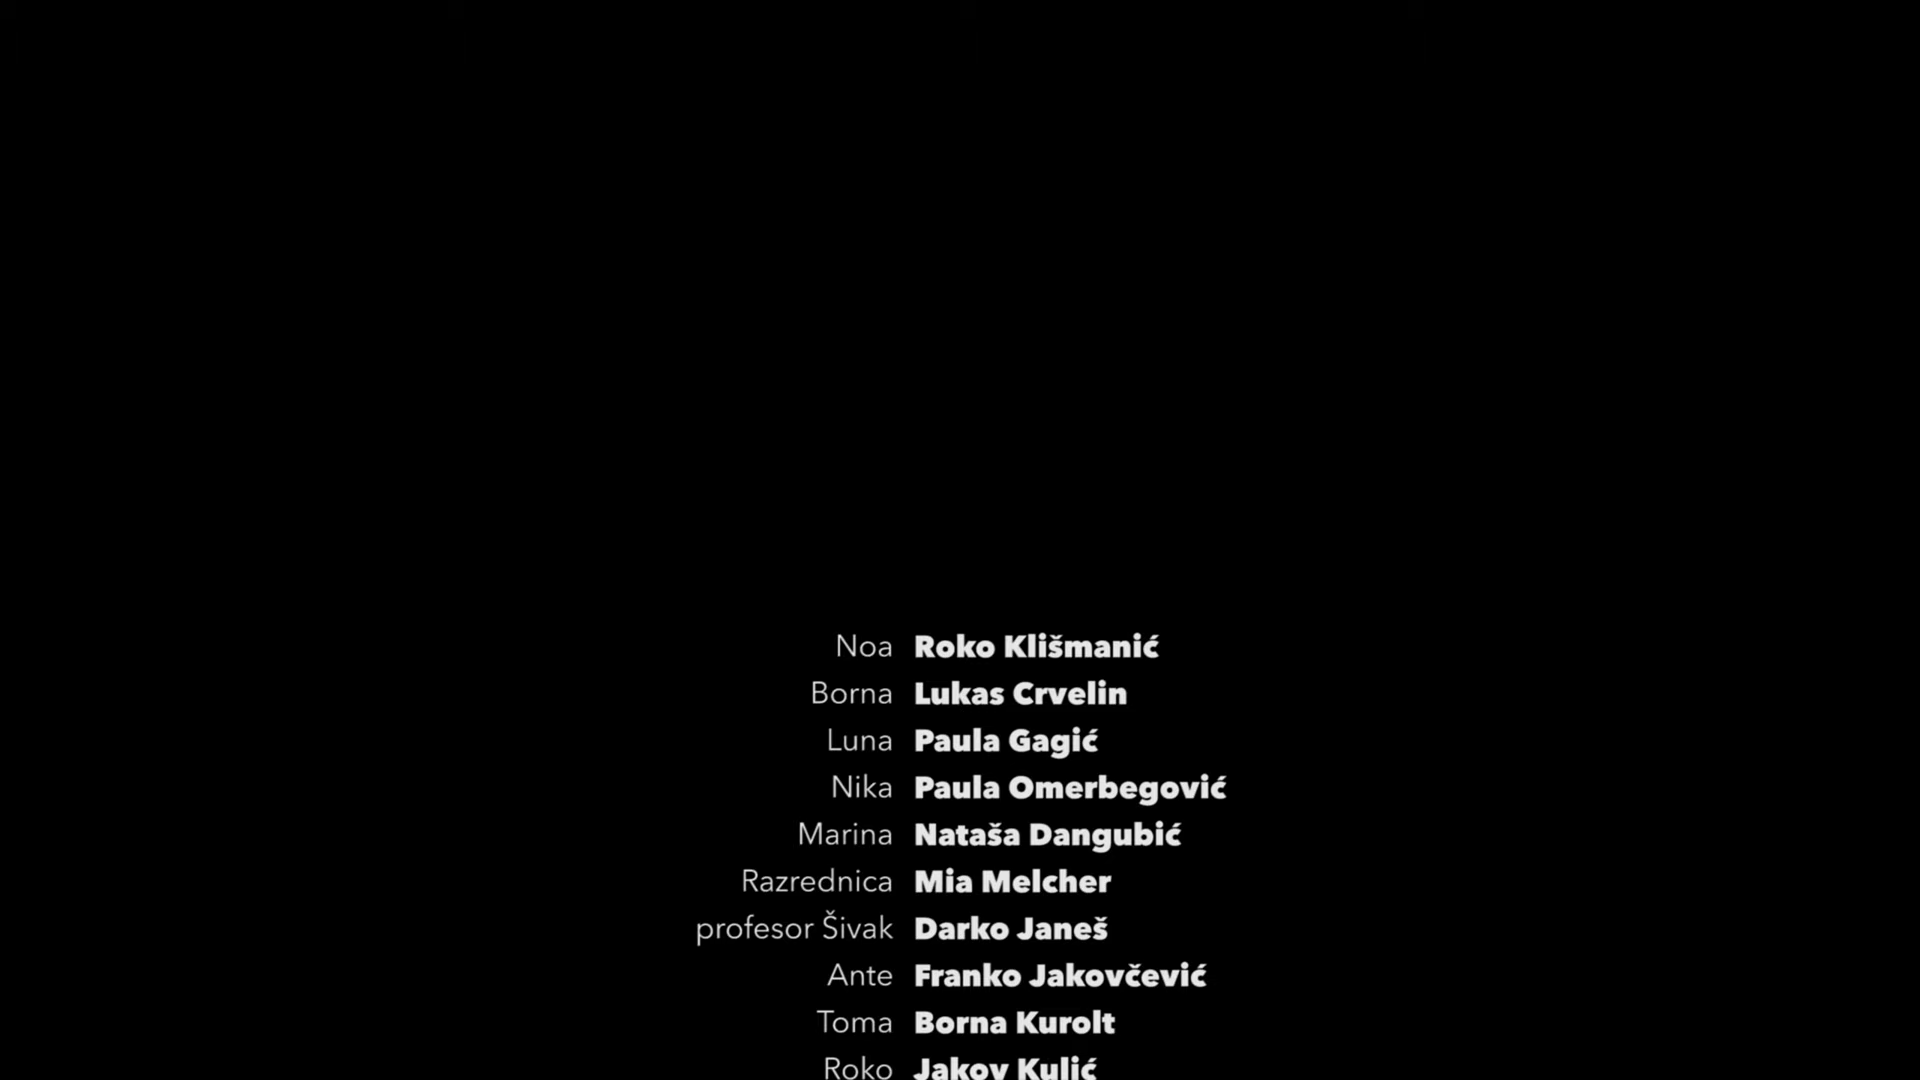 Noa Roko Klišmanić
Borna Lukas Crvelin
Luna Paula Gagić
Nika Paula Omerbegović
Marina Nataša Dangubić
Razrednica Mia Melcher
profesor Šivak Darko Janeš
Ante Franko Jakovčević
Toma Borna Kurolt
Roko Jakov Kulić